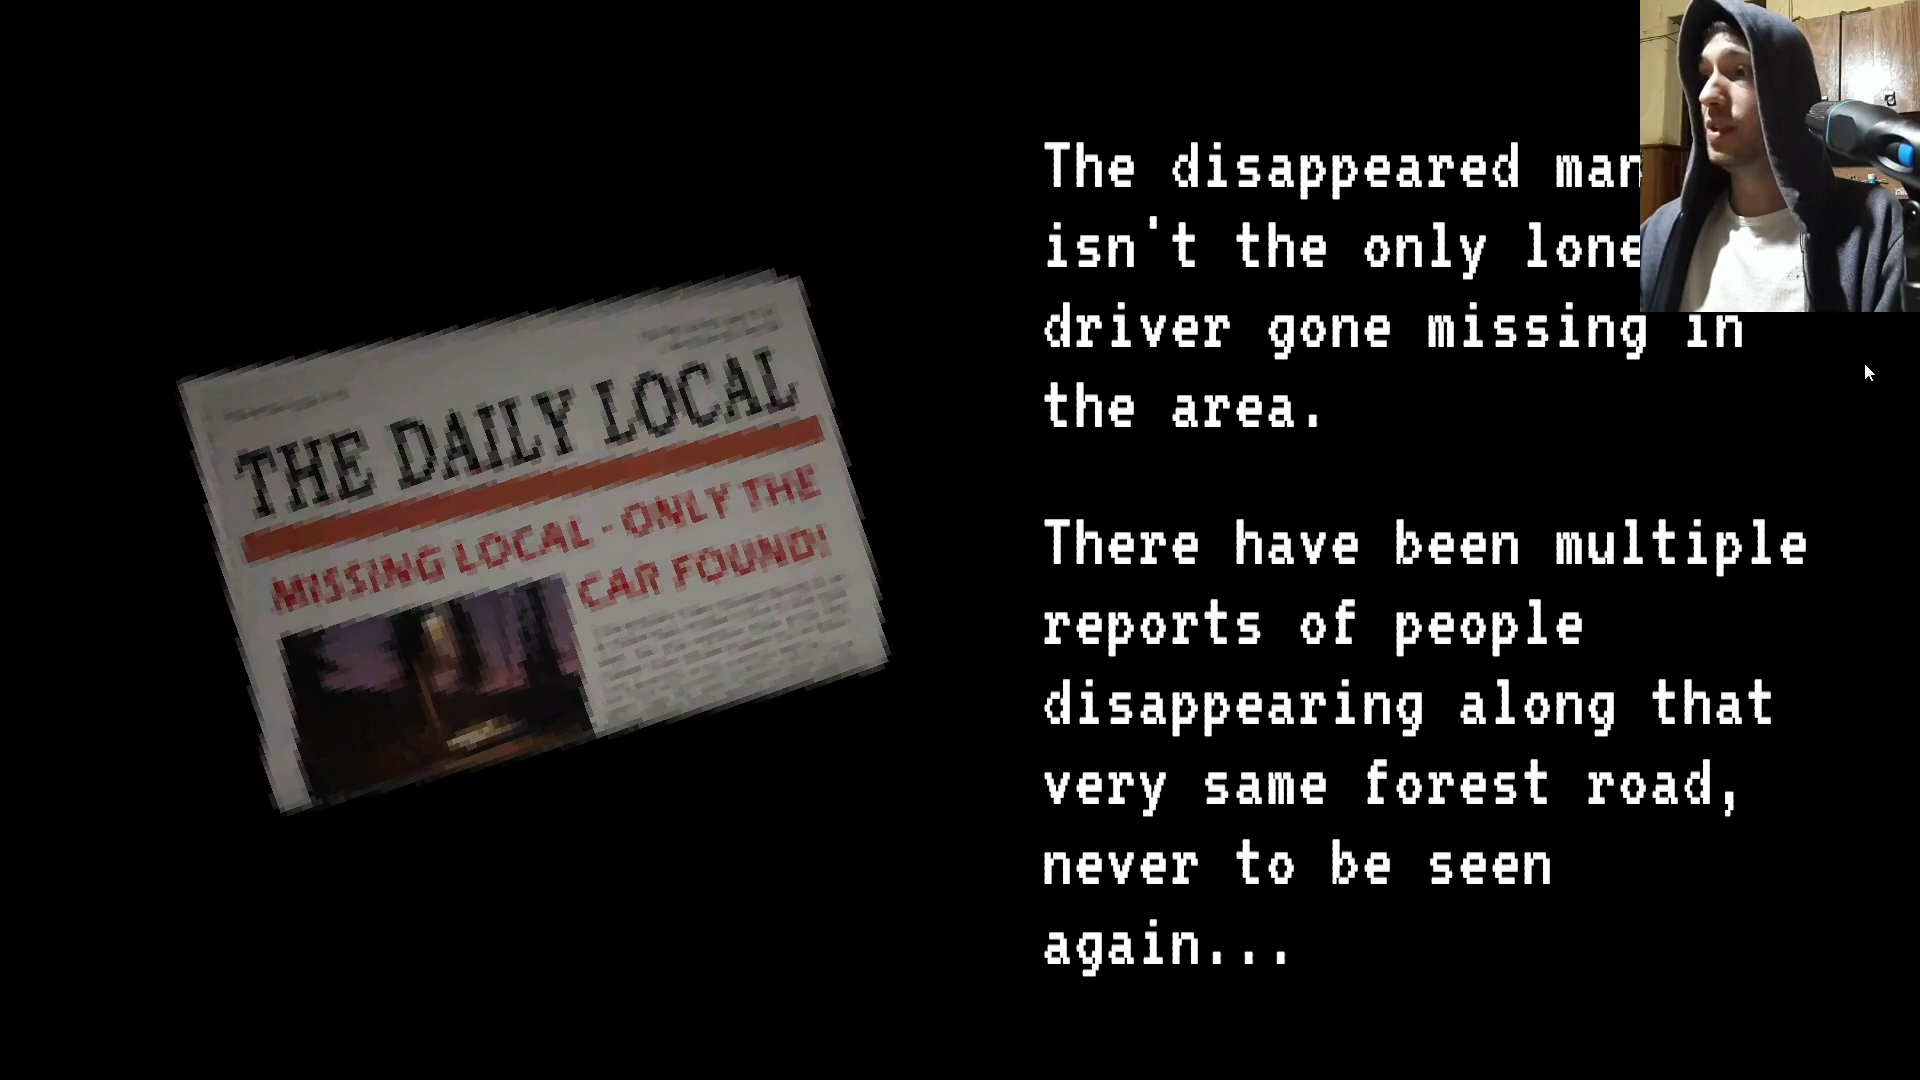 THE DAILY LOCAL
MISSING LOCAL - ONLY THE
CAR FOUND!
The disappeared man
isn't the only lone
driver gone missing in
the area.
There have been multiple
reports of people
disappearing along that
very same forest road,
never to be seen
again...